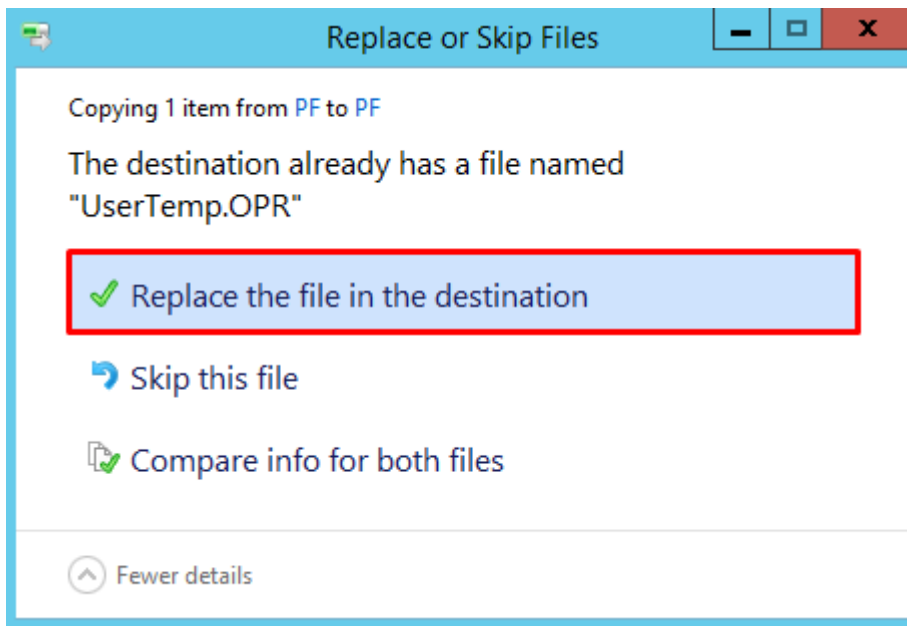 Replace or Skip Files
Copying 1 item from PF to PF
The destination already has a file named
"UserTemp.OPR"
Replace the file in the destination
Skip this file
Compare info for both files
Fewer details